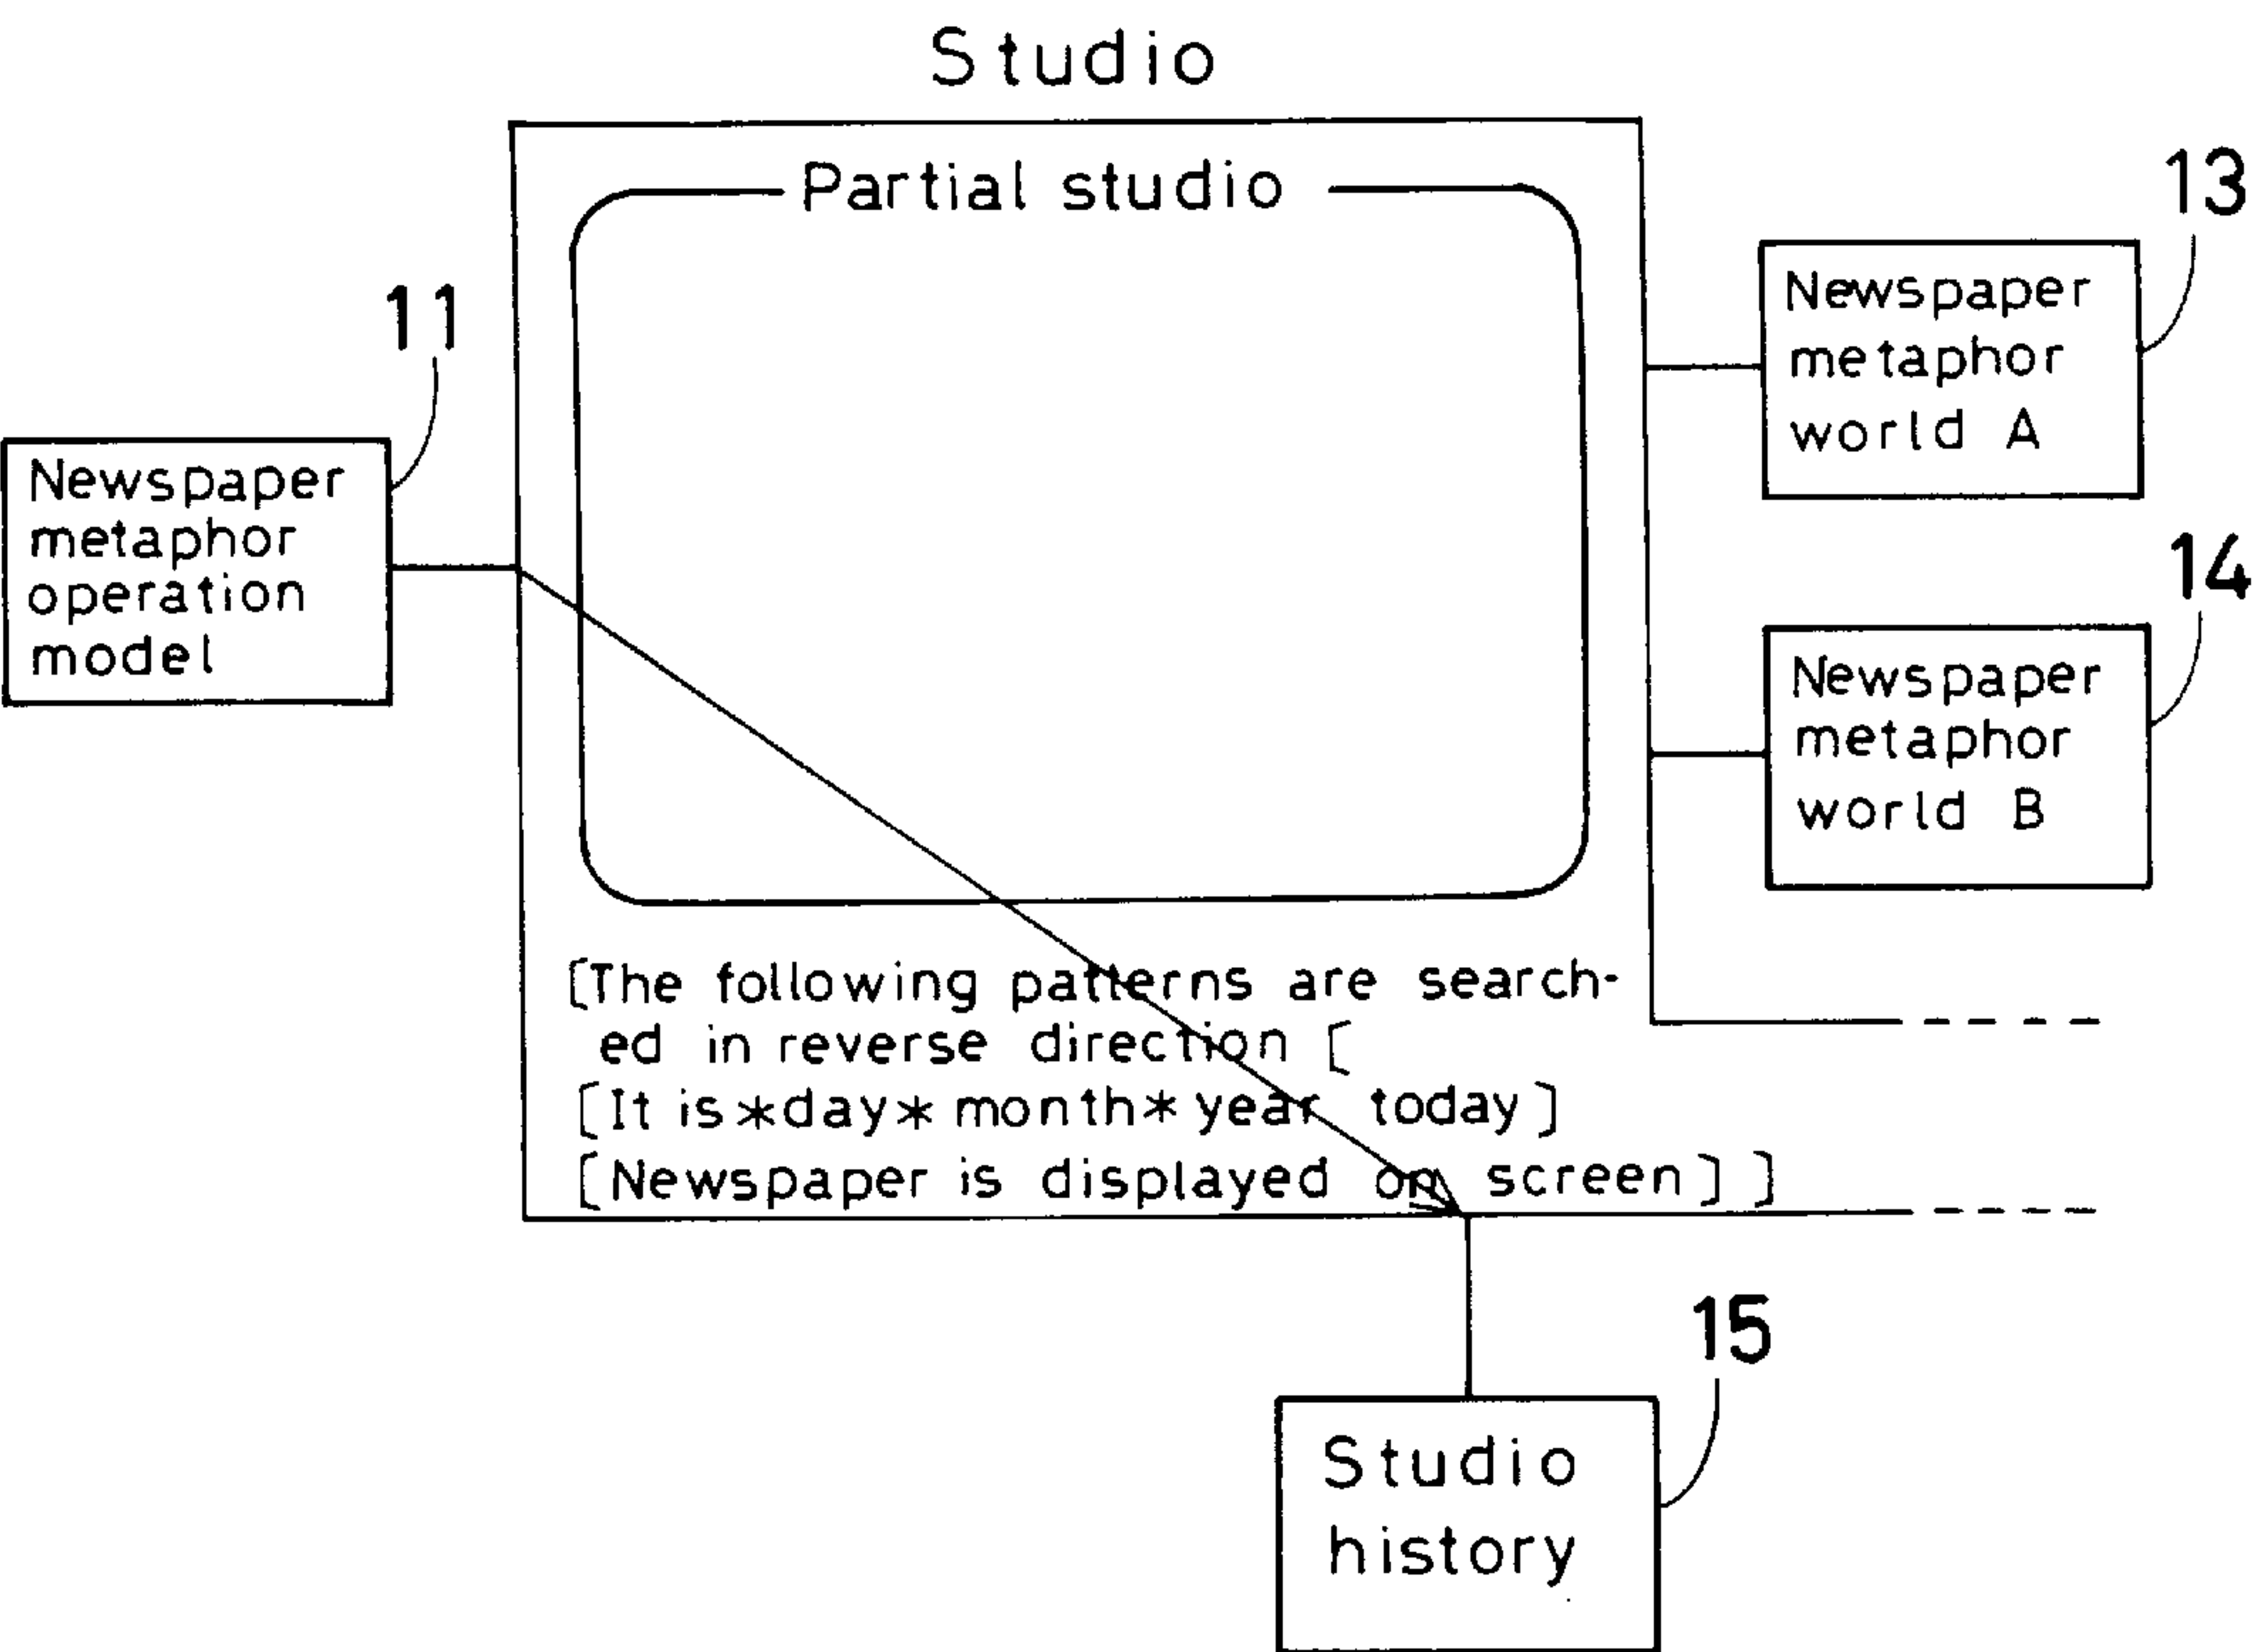 Studio
Partial studio
13
11
Newspaper
metaphor
world A
Newspaper
metaphor
operation
model
14
Newspaper
metaphor
world B
[The following patterns are search-
ed in reverse direction [
[It is*day*month*year today]
[Newspaper is displayed on screen]]
15
Studio
history